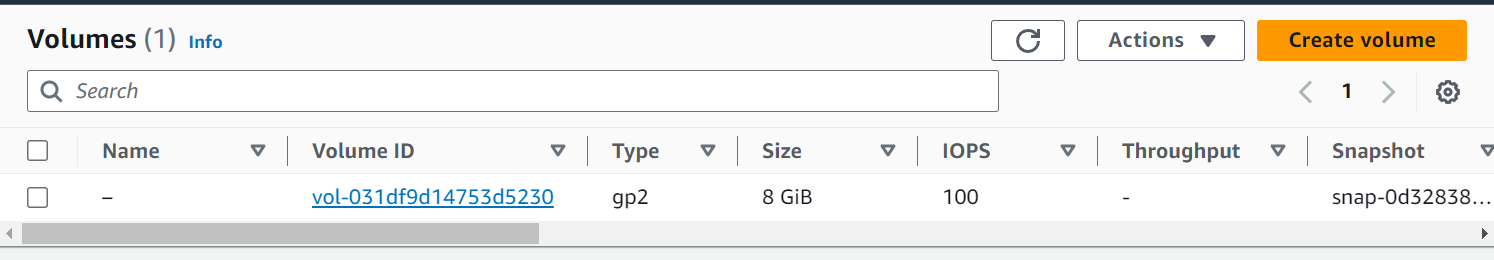 Volumes (1) Info
Actions
Create volume
Search
1
Name Volume ID Type Size IOPS Throughput Snapshot
– vol-031df9d14753d5230 gp2 8 GiB 100 - snap-0d32838...